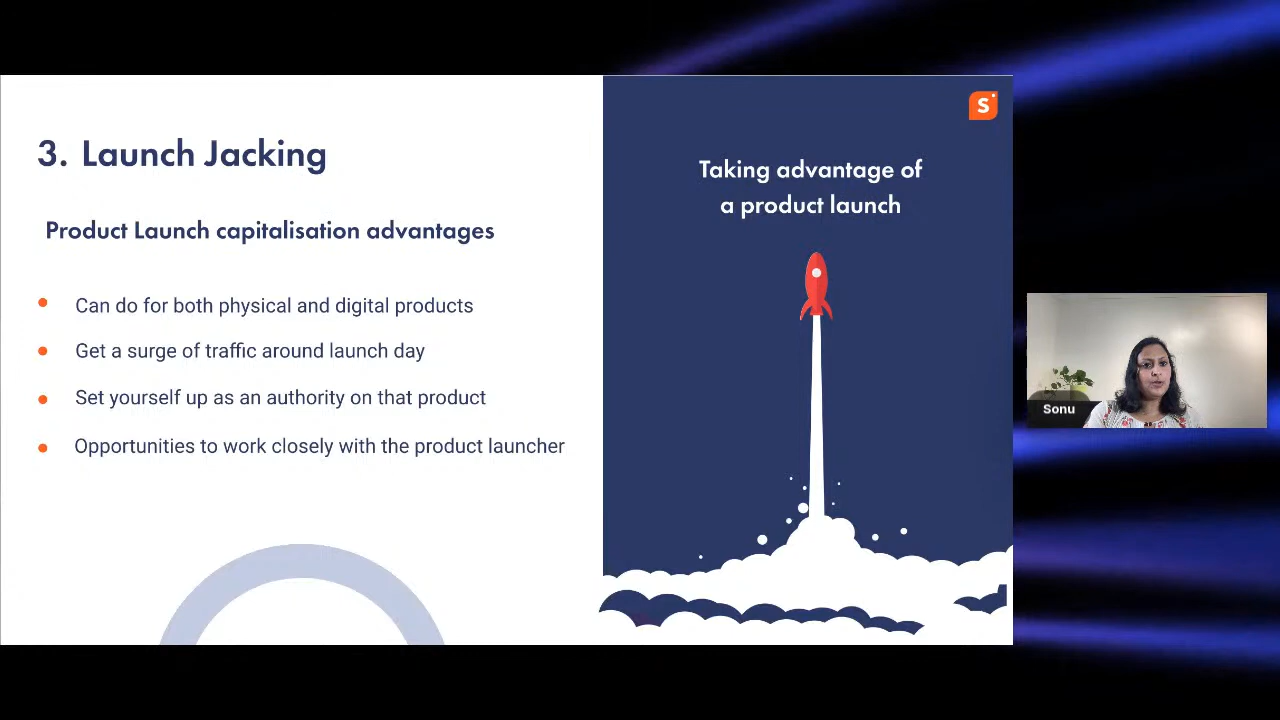 3. Launch Jacking
Product Launch capitalisation advantages
Can do for both physical and digital products
Get a surge of traffic around launch day
Set yourself up as an authority on that product
Opportunities to work closely with the product launcher
S
Taking advantage of
a product launch
Sonu